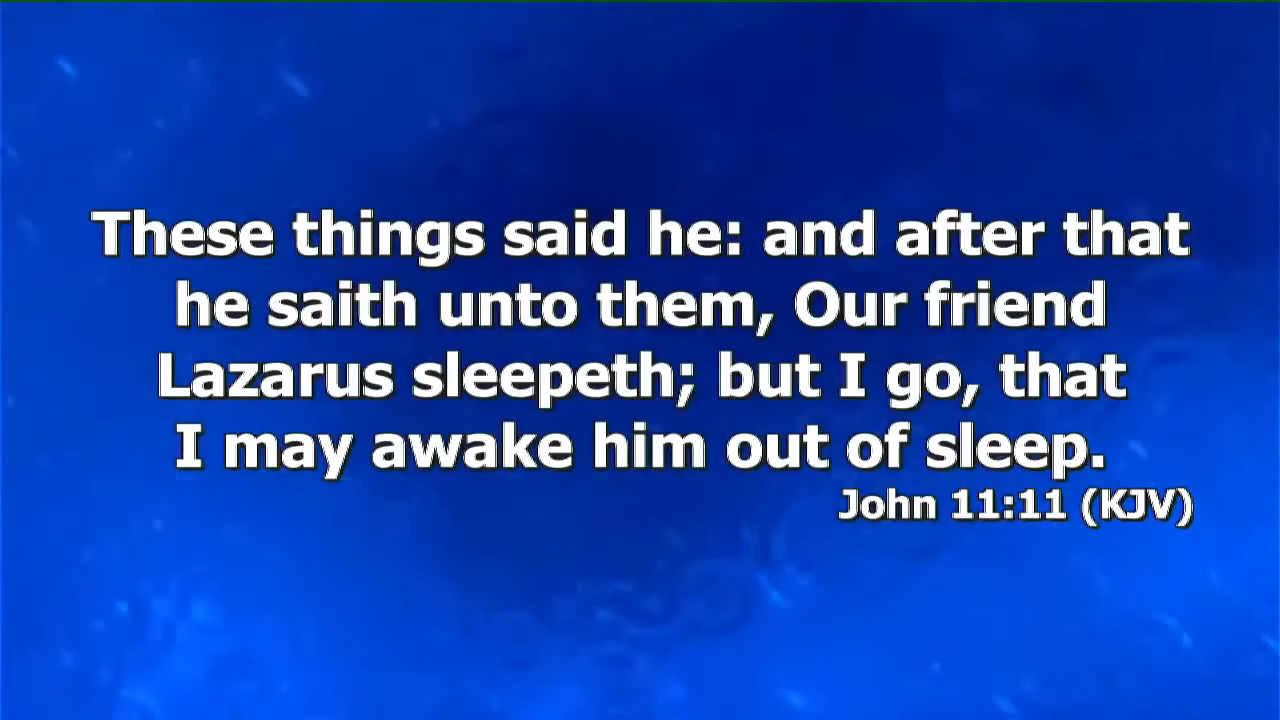 These things said he: and after that
he saith unto them, Our friend
Lazarus sleepeth; but I go, that
I may awake him out of sleep.
John 11:11 (KJV)